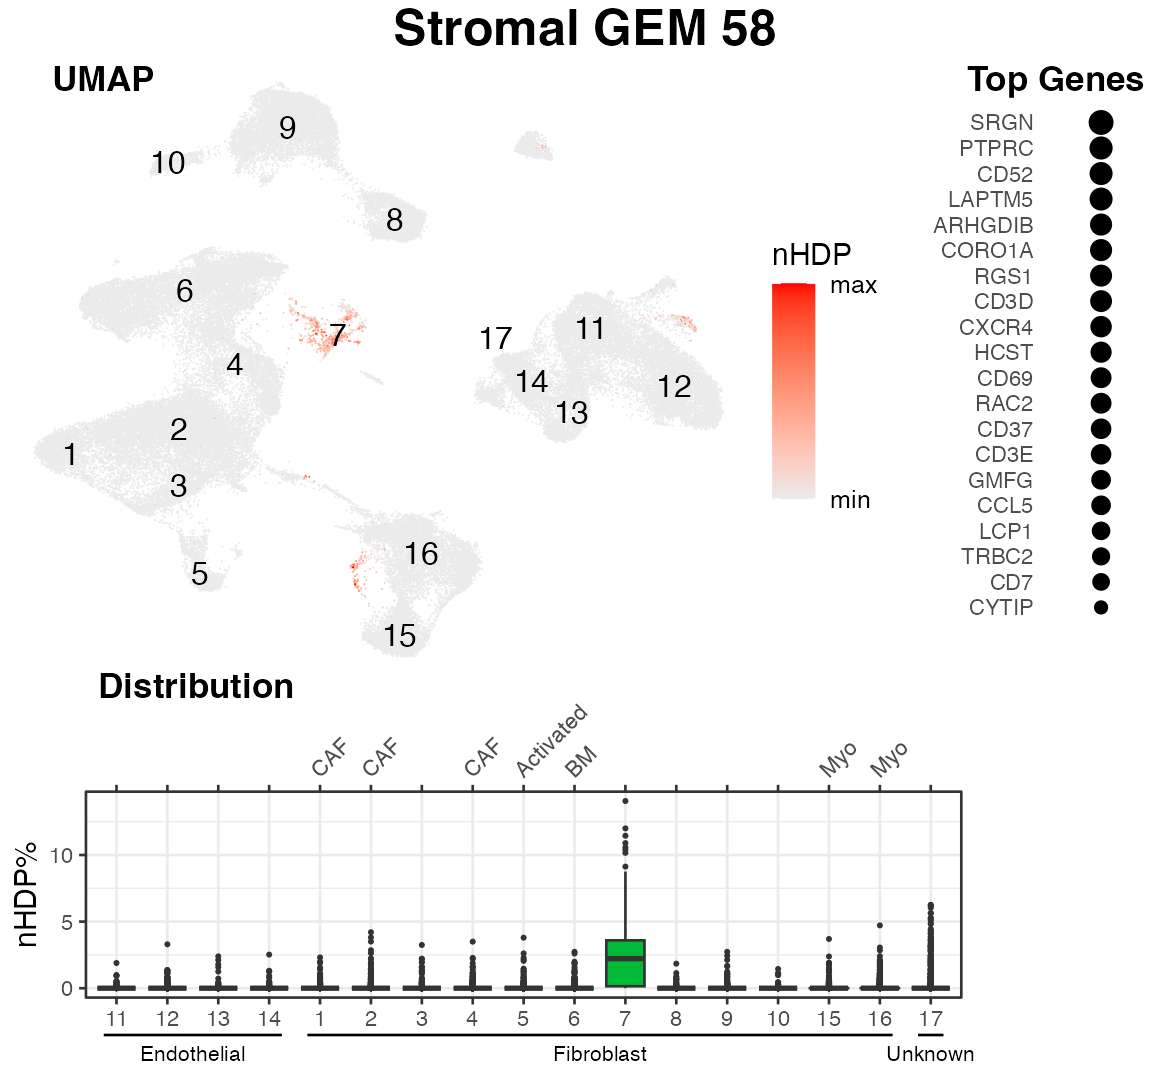 Stromal GEM 58
UMAP
Top Genes
9
10
8
6
7
4
2
1
3
5
16
15
17
11
14
12
13
nHDP
max
min
SRGN
PTPRC
CD52
LAPTM5
ARHGDIB
CORO1A
RGS1
CD3D
CXCR4
HCST
CD69
RAC2
CD37
CD3E
GMFG
CCL5
LCP1
TRBC2
CD7
CYTIP
Distribution
CAF CAF CAF Activated BM Myo Myo
nHDP%
10
5
0
11 12 13 14 1 2 3 4 5 6 7 8 9 10 15 16 17
Endothelial Fibroblast Unknown